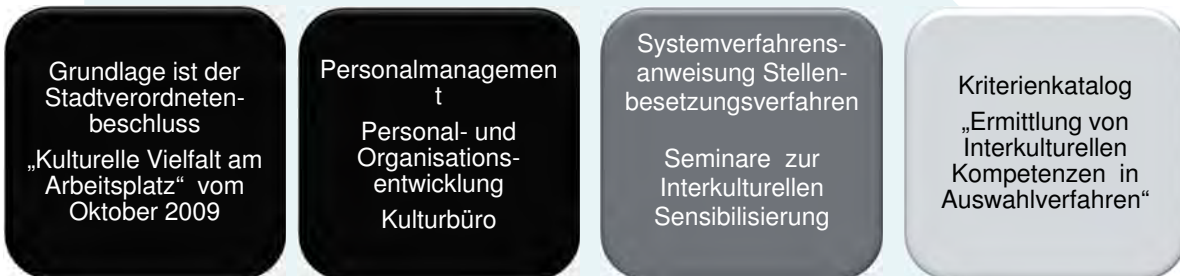 Grundlage ist der
Stadtverordneten-
beschluss
„Kulturelle Vielfalt am
Arbeitsplatz“ vom
Oktober 2009
Personalmanagemen
t
Personal- und
Organisations-
entwicklung
Kulturbüro
Systemverfahrens-
anweisung Stellen-
besetzungsverfahren
Seminare zur
Interkulturellen
Sensibilisierung
Kriterienkatalog
„Ermittlung von
Interkulturellen
Kompetenzen in
Auswahlverfahren“